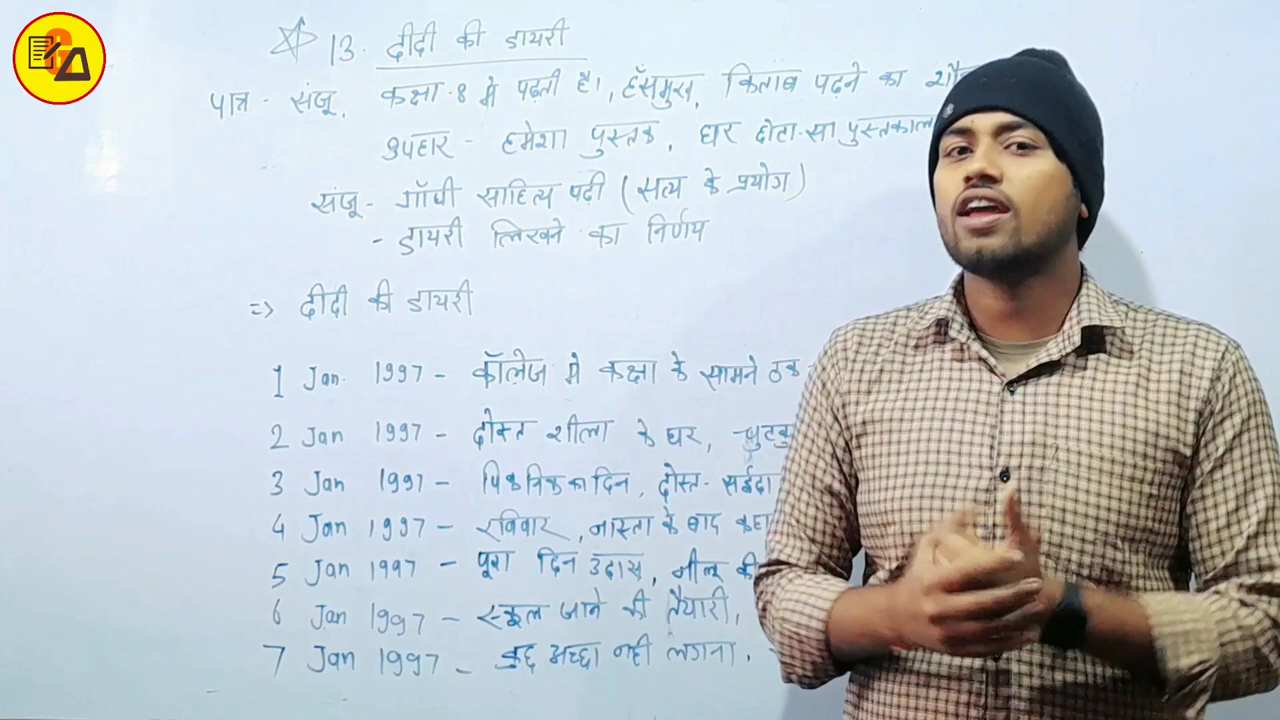 13. दीदी की डायरी
पात्र - संजू, कक्षा-8 मे पढ़ती है।, हँसमुख, किताब पढ़ने का
उपहार - हमेशा पुस्तक, घर छोटा-सा
संजू - गाँधी साहित्य पढ़ी (सत्य के प्रयोग)
- डायरी लिखने का निर्णय
=> दीदी की डायरी
1 Jan. 1997 - कॉलेज मे कक्षा के सामने
2 Jan 1997 - दोस्त शीला के घर,
3 Jan 1997 - पिकनिक का दिन, दोस्त - सईदा
4 Jan 1997 - रविवार, नास्ता के बाद
5 Jan 1997 - पूरा दिन उदास, नीलू की
6 Jan 1997 - स्कूल जाने की तैयारी,
7 Jan 1997 - अच्छा नही लगना,